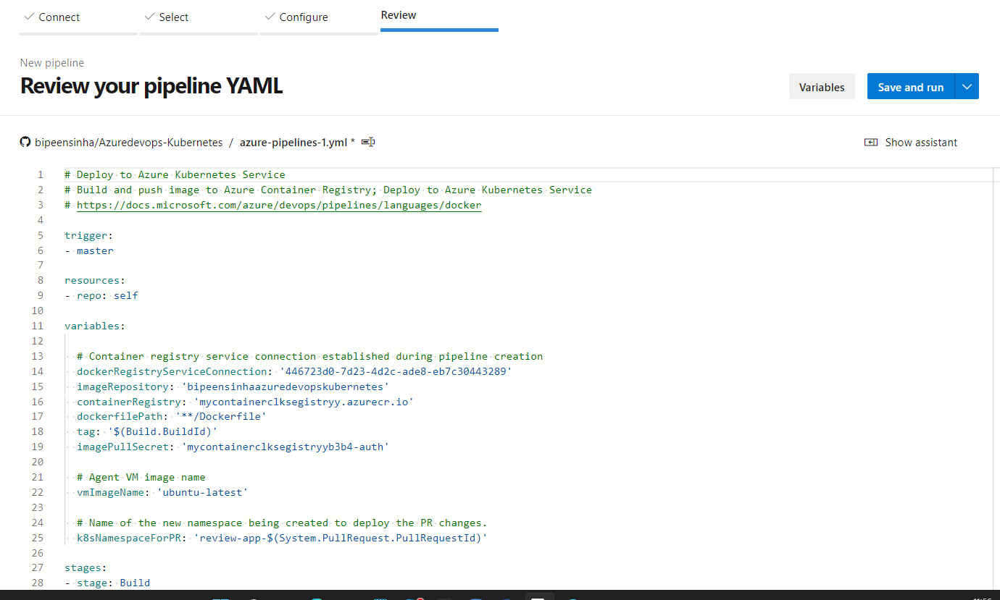 Connect
Select
Configure
Review
New pipeline
Review your pipeline YAML
Variables
Save and run
bipeensinha/Azuredevops-Kubernetes / azure-pipelines-1.yml *
Show assistant
1 # Deploy to Azure Kubernetes Service
2 # Build and push image to Azure Container Registry; Deploy to Azure Kubernetes Service
3 # https://docs.microsoft.com/azure/devops/pipelines/languages/docker
4
5 trigger:
6 - master
7
8 resources:
9 - repo: self
10
11 variables:
12
13 # Container registry service connection established during pipeline creation
14 dockerRegistryServiceConnection: '446723d0-7d23-4d2c-ade8-eb7c30443289'
15 imageRepository: 'bipeensinhaazuredevopskubernetes'
16 containerRegistry: 'mycontainerclksegistryy.azurecr.io'
17 dockerfilePath: '**/Dockerfile'
18 tag: '$(Build.BuildId)'
19 imagePullSecret: 'mycontainerclksegistryyb3b4-auth'
20
21 # Agent VM image name
22 vmImageName: 'ubuntu-latest'
23
24 # Name of the new namespace being created to deploy the PR changes.
25 k8sNamespaceForPR: 'review-app-$(System.PullRequest.PullRequestId)'
26
27 stages:
28 - stage: Build